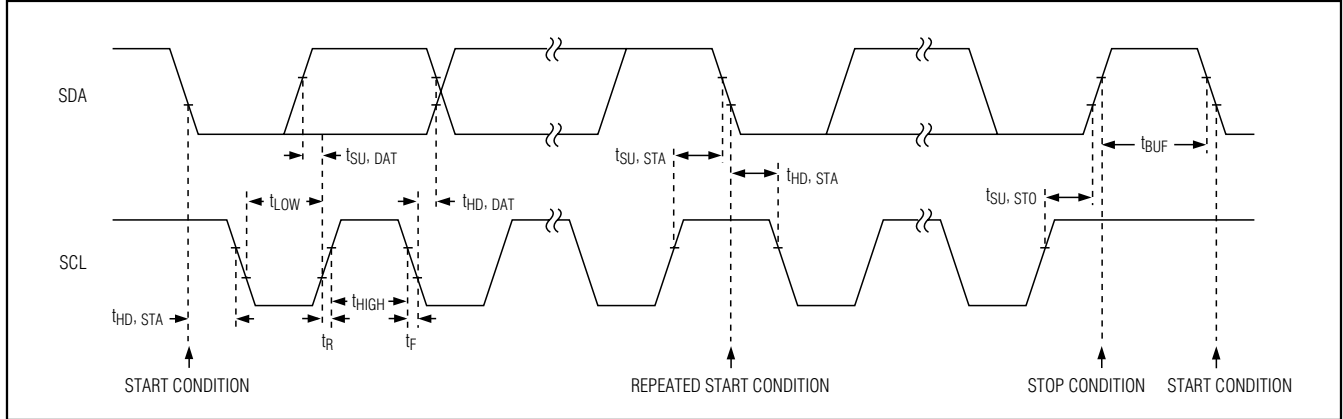 SDA
tSU, DAT
tSU, STA
tBUF
tLOW
tHD, DAT
tHD, STA
tSU, STO
SCL
tHIGH
tHD, STA
tR
tF
START CONDITION
REPEATED START CONDITION
STOP CONDITION
START CONDITION